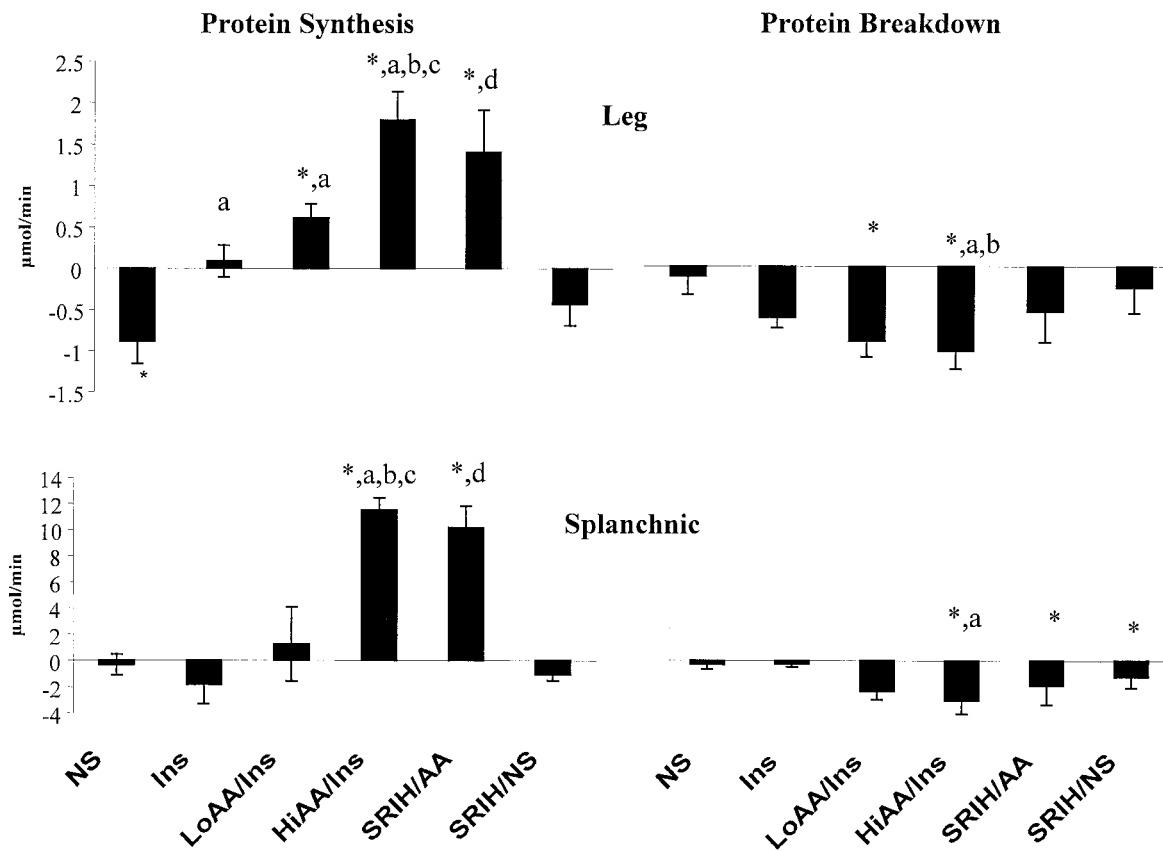 Protein Synthesis
Protein Breakdown
2.5
2
1.5
1
0.5
0
-0.5
-1
-1.5
µmol/min
*
a
*,a
*,a,b,c
*,d
Leg
*
*,a,b
14
12
10
8
6
4
2
0
-2
-4
µmol/min
*,a,b,c
*,d
Splanchnic
*,a
*
*
NS
Ins
LoAA/Ins
HiAA/Ins
SRIH/AA
SRIH/NS
NS
Ins
LoAA/Ins
HiAA/Ins
SRIH/AA
SRIH/NS